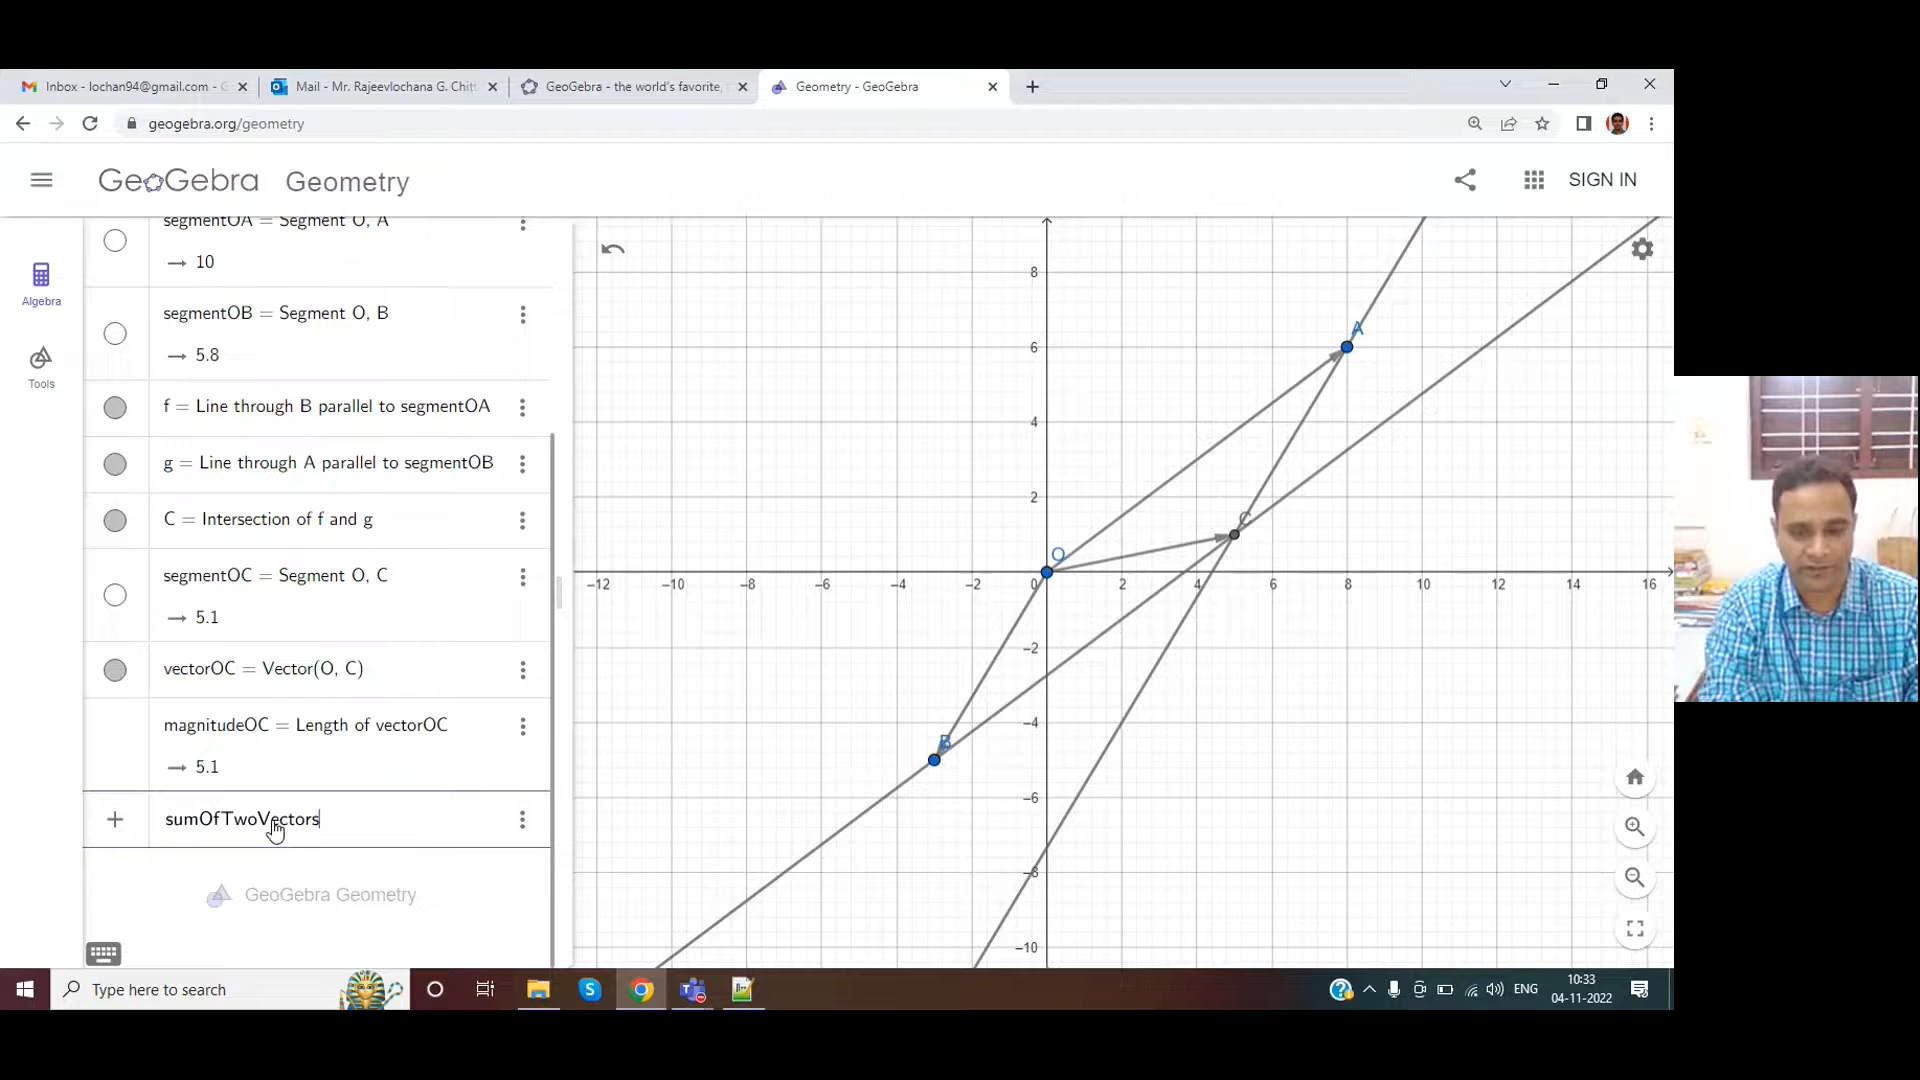 Inbox - lochan94@gmail.com - G
Mail - Mr. Rajeevlochana G. Chitt
GeoGebra - the world's favorite,
Geometry - GeoGebra
geogebra.org/geometry
GeoGebra Geometry
SIGN IN
Algebra
Tools
segmentOA = Segment O, A
→ 10
segmentOB = Segment O, B
→ 5.8
f = Line through B parallel to segmentOA
g = Line through A parallel to segmentOB
C = Intersection of f and g
segmentOC = Segment O, C
→ 5.1
vectorOC = Vector(O, C)
magnitudeOC = Length of vectorOC
→ 5.1
sumOfTwoVectors
GeoGebra Geometry
8
6
4
2
−12 −10 −8 −6 −4 −2 0 2 4 6 8 10 12 14 16
−2
−4
−6
−8
−10
A
C
O
B
Type here to search
ENG
10:33
04-11-2022